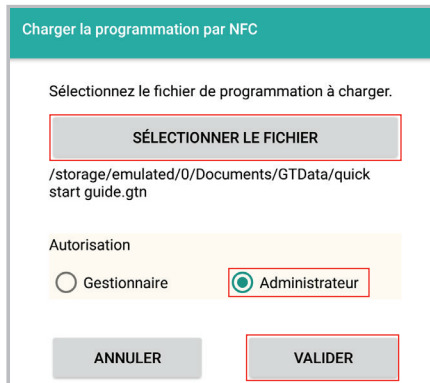 Charger la programmation par NFC
Sélectionnez le fichier de programmation à charger.
SÉLECTIONNER LE FICHIER
/storage/emulated/0/Documents/GTData/quick
start guide.gtn
Autorisation
Gestionnaire Administrateur
ANNULER VALIDER